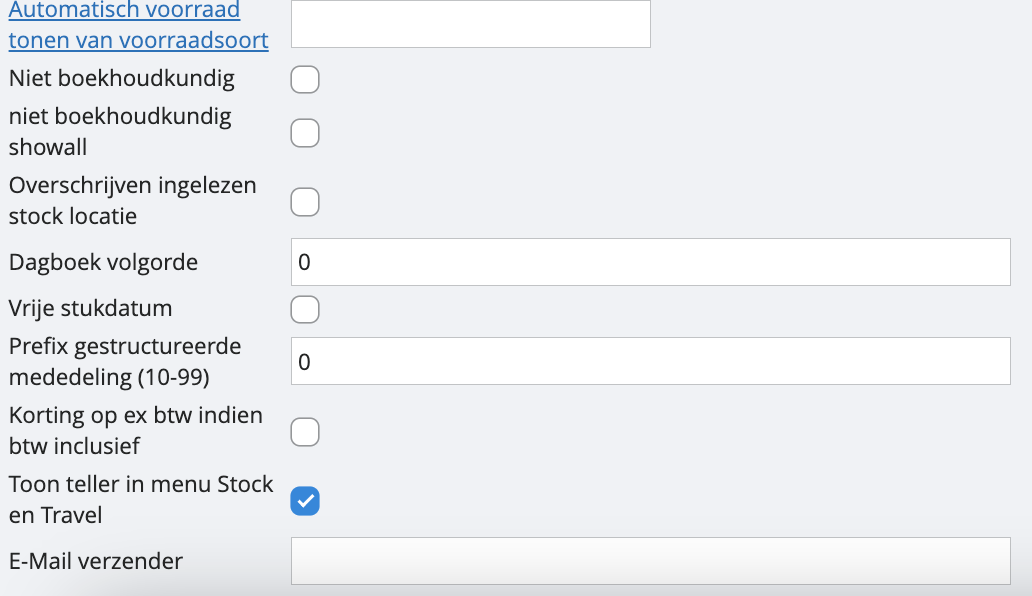 Automatisch voorraad
tonen van voorraadsoort
Niet boekhoudkundig
niet boekhoudkundig
showall
Overschrijven ingelezen
stock locatie
Dagboek volgorde
0
Vrije stukdatum
Prefix gestructureerde
mededeling (10-99)
0
Korting op ex btw indien
btw inclusief
Toon teller in menu Stock
en Travel
E-Mail verzender